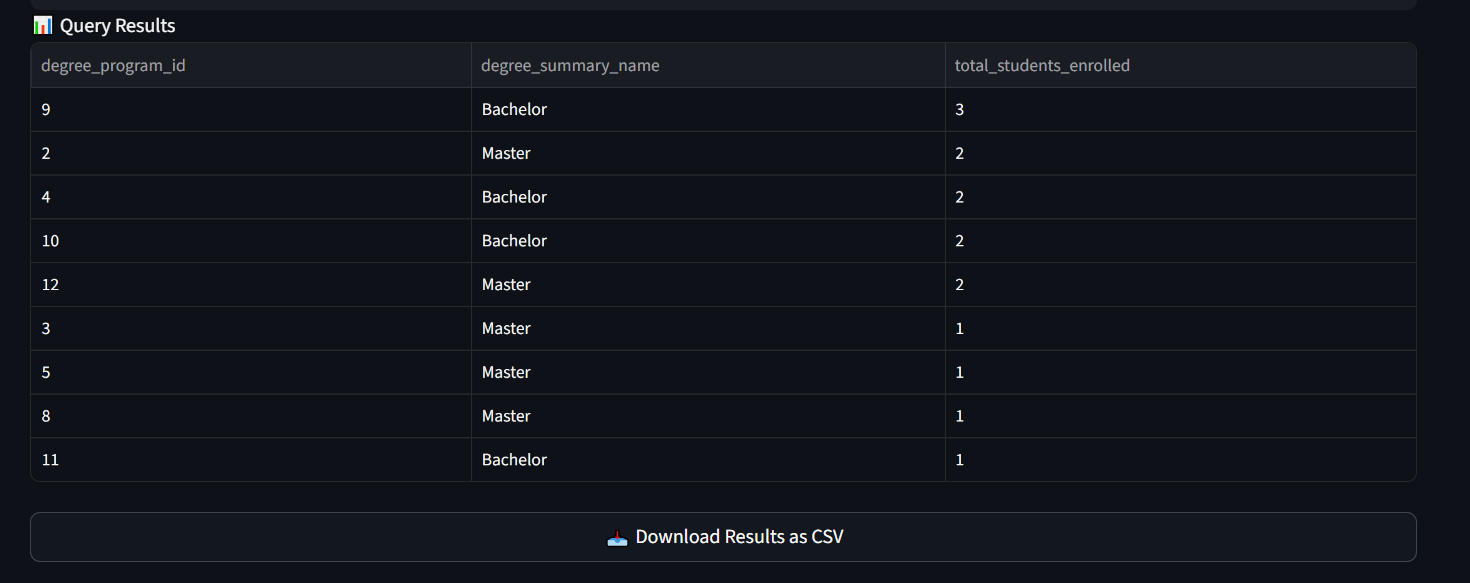 📊 Query Results
degree_program_id degree_summary_name total_students_enrolled
9 Bachelor 3
2 Master 2
4 Bachelor 2
10 Bachelor 2
12 Master 2
3 Master 1
5 Master 1
8 Master 1
11 Bachelor 1
📥 Download Results as CSV